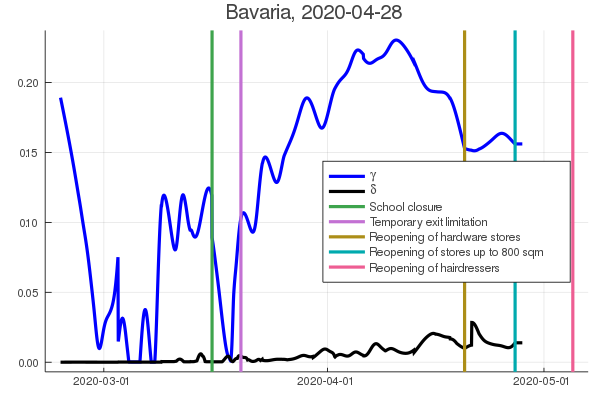 Bavaria, 2020-04-28
0.20
0.15
0.10
0.05
0.00
γ
δ
School closure
Temporary exit limitation
Reopening of hardware stores
Reopening of stores up to 800 sqm
Reopening of hairdressers
2020-03-01
2020-04-01
2020-05-01